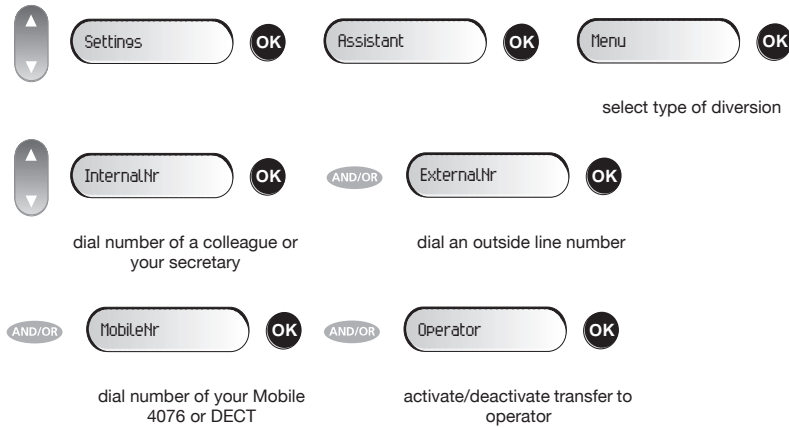 Settings OK Assistant OK Menu OK
select type of diversion
InternalNr OK AND/OR ExternalNr OK
dial number of a colleague or
your secretary
dial an outside line number
AND/OR MobileNr OK AND/OR Operator OK
dial number of your Mobile
4076 or DECT
activate/deactivate transfer to
operator